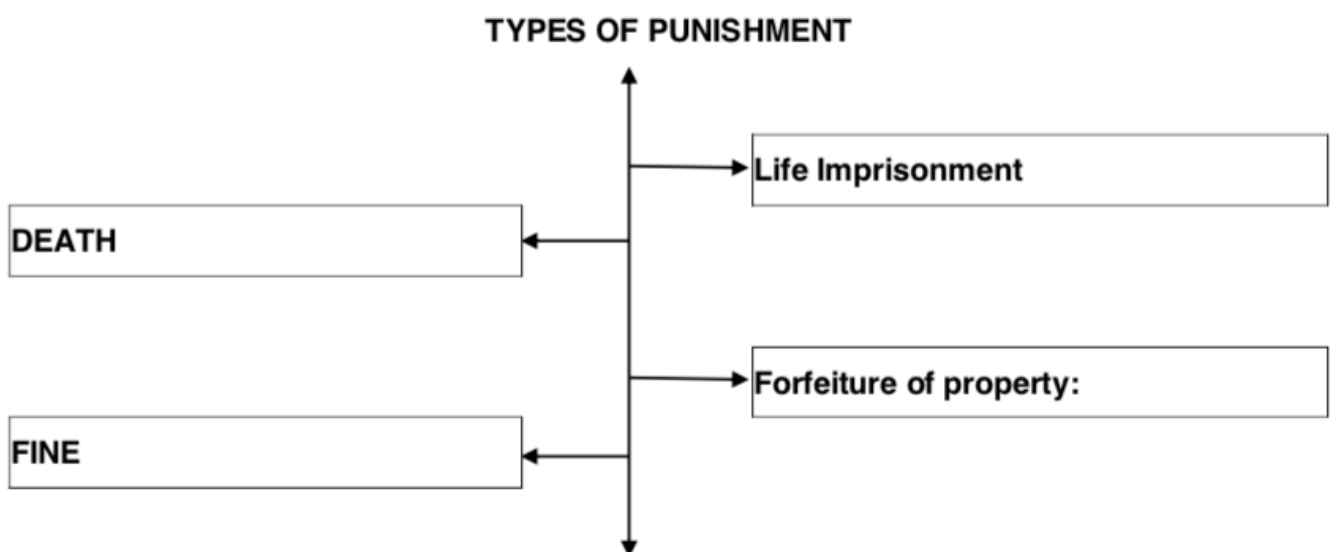 TYPES OF PUNISHMENT
Life Imprisonment
DEATH
Forfeiture of property:
FINE